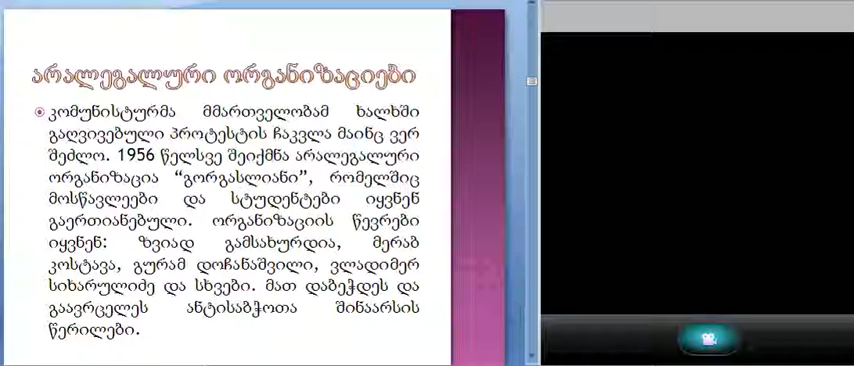 არალეგალური ორგანიზაციები
კომუნისტურმა მმართველობამ ხალხში
გაღვივებული პროტესტის ჩაკვლა მაინც ვერ
შეძლო. 1956 წელსვე შეიქმნა არალეგალური
ორგანიზაცია “გორგასლიანი”, რომელშიც
მოსწავლეები და სტუდენტები იყვნენ
გაერთიანებული. ორგანიზაციის წევრები
იყვნენ: ზვიად გამსახურდია, მერაბ
კოსტავა, გურამ დოჩანაშვილი, ვლადიმერ
სიხარულიძე და სხვები. მათ დაბეჭდეს და
გაავრცელეს ანტისაბჭოთა შინაარსის
წერილები.